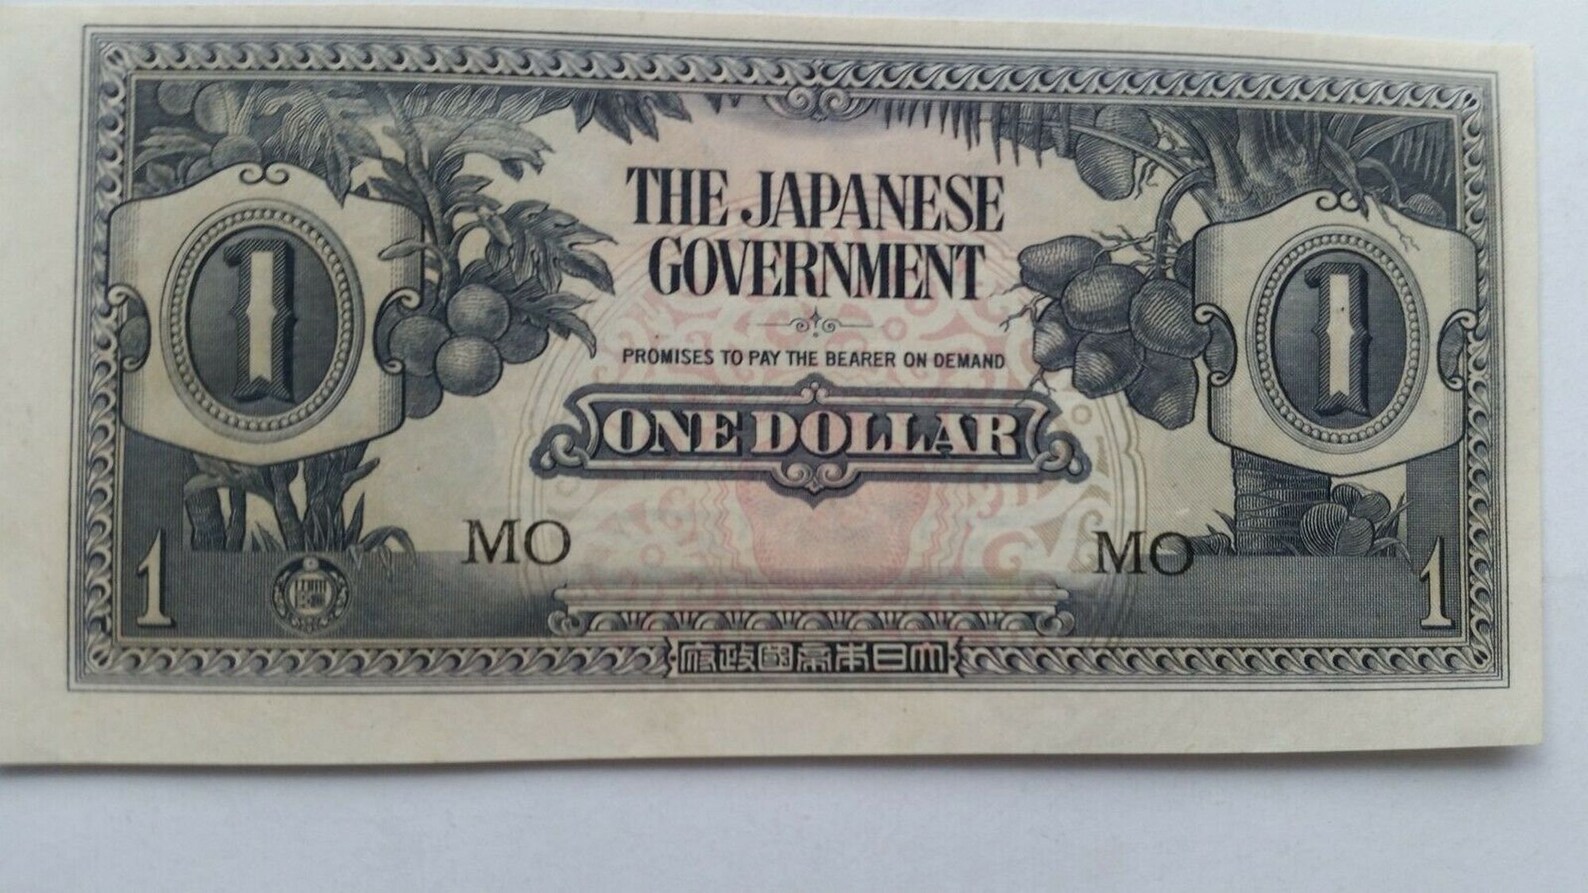 THE JAPANESE
GOVERNMENT
PROMISES TO PAY THE BEARER ON DEMAND
ONE DOLLAR
1
1
MO
MO
1
1
府政國帝本日大